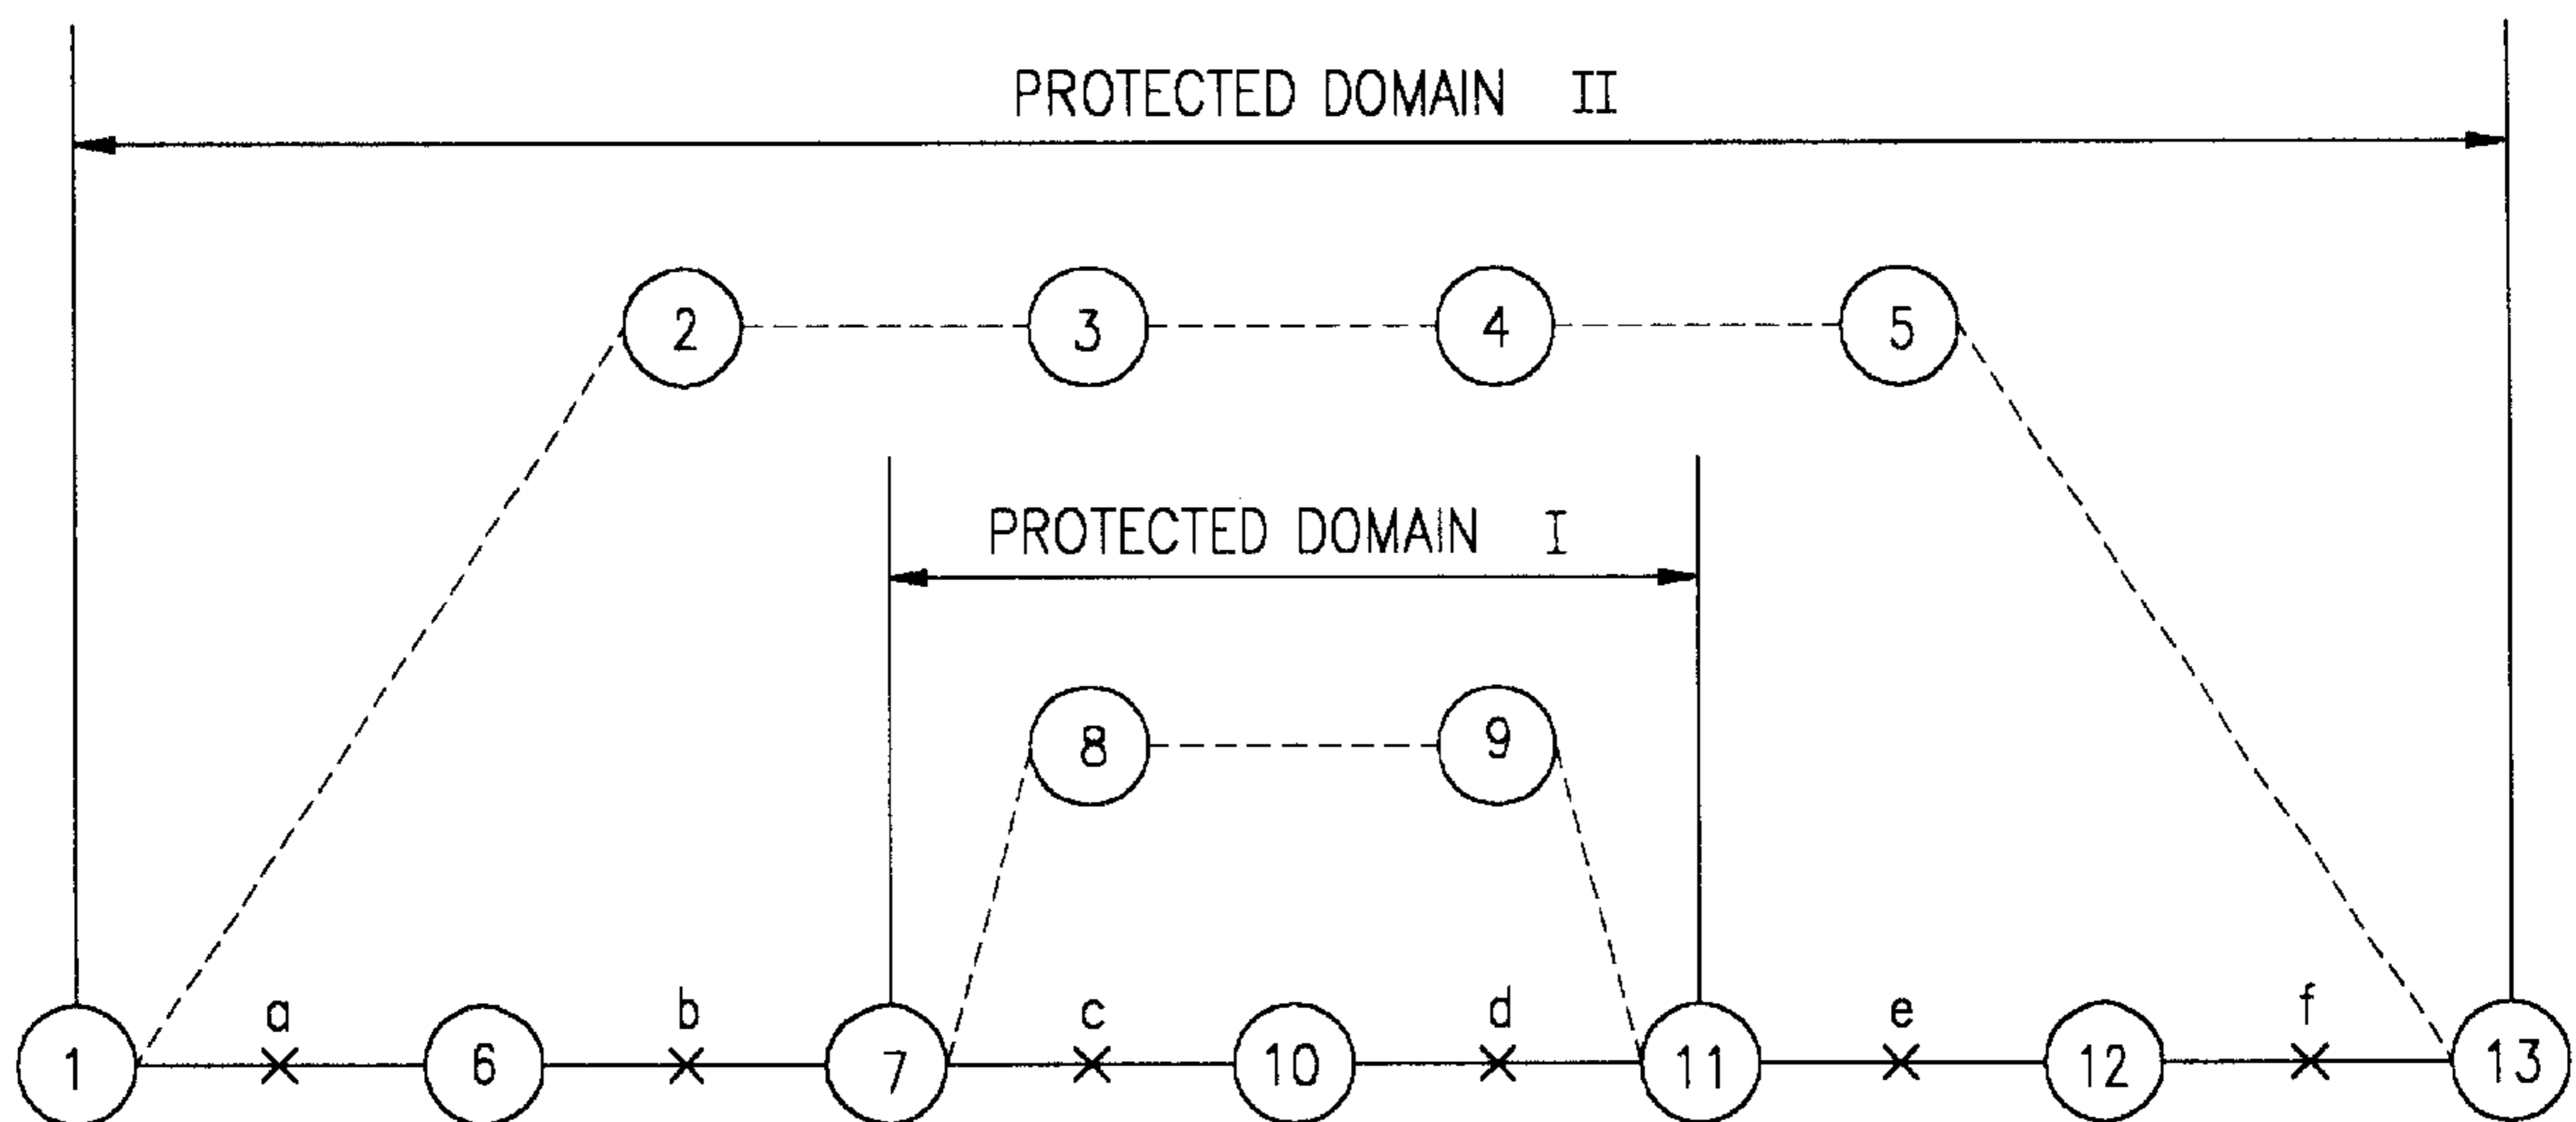 PROTECTED DOMAIN II
2 3 4 5
PROTECTED DOMAIN I
8 9
a b c d e f
1 6 7 10 11 12 13